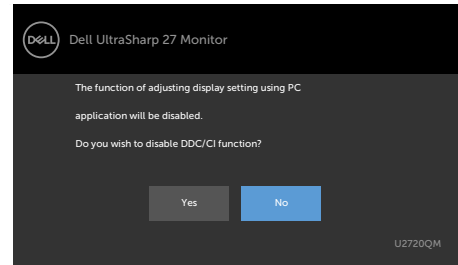 DELL
Dell UltraSharp 27 Monitor
The function of adjusting display setting using PC
application will be disabled.
Do you wish to disable DDC/CI function?
Yes
No
U2720QM